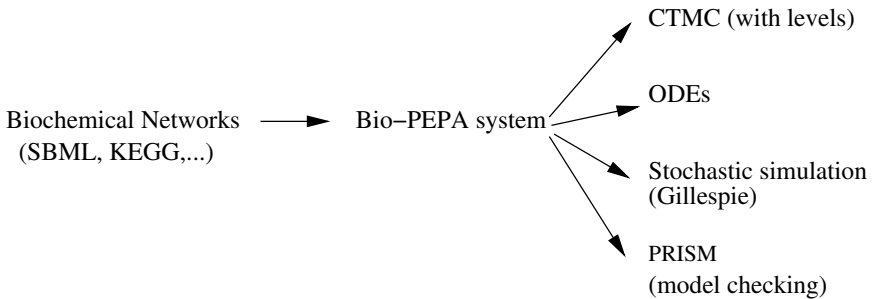 Biochemical Networks
(SBML, KEGG,...)
Bio−PEPA system
CTMC (with levels)
ODEs
Stochastic simulation
(Gillespie)
PRISM
(model checking)